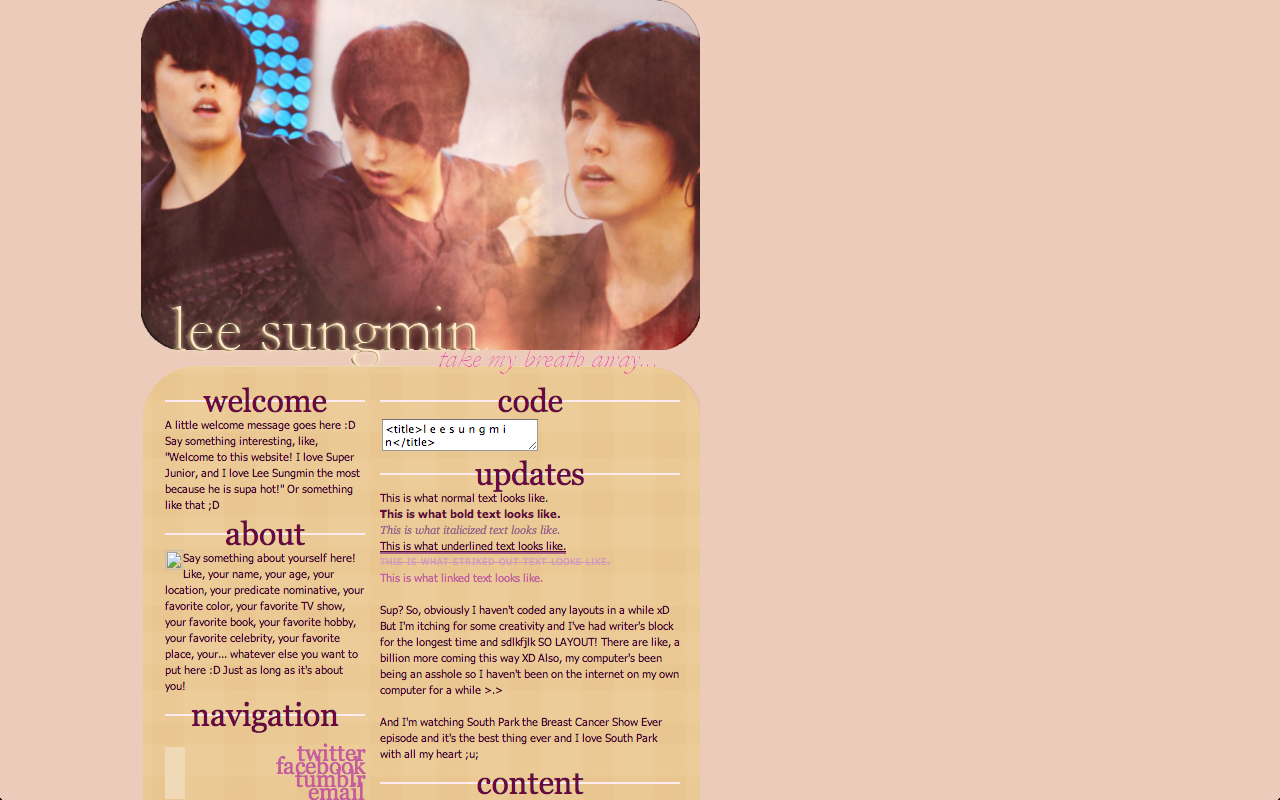 lee sungmin
take my breath away...
welcome
A little welcome message goes here :D
Say something interesting, like,
"Welcome to this website! I love Super
Junior, and I love Lee Sungmin the most
because he is supa hot!" Or something
like that ;D
about
Say something about yourself here!
Like, your name, your age, your
location, your predicate nominative, your
favorite color, your favorite TV show,
your favorite book, your favorite hobby,
your favorite celebrity, your favorite
place, your... whatever else you want to
put here :D Just as long as it's about
you!
navigation
twitter
facebook
tumblr
email
code
<title>l e e s u n g m i
n</title>
updates
This is what normal text looks like.
This is what bold text looks like.
This is what italicized text looks like.
This is what underlined text looks like.
THIS IS WHAT STRIKED OUT TEXT LOOKS LIKE.
This is what linked text looks like.
Sup? So, obviously I haven't coded any layouts in a while xD
But I'm itching for some creativity and I've had writer's block
for the longest time and sdlkfjlk SO LAYOUT! There are like, a
billion more coming this way XD Also, my computer's been
being an asshole so I haven't been on the internet on my own
computer for a while >.>
And I'm watching South Park the Breast Cancer Show Ever
episode and it's the best thing ever and I love South Park
with all my heart ;u;
content